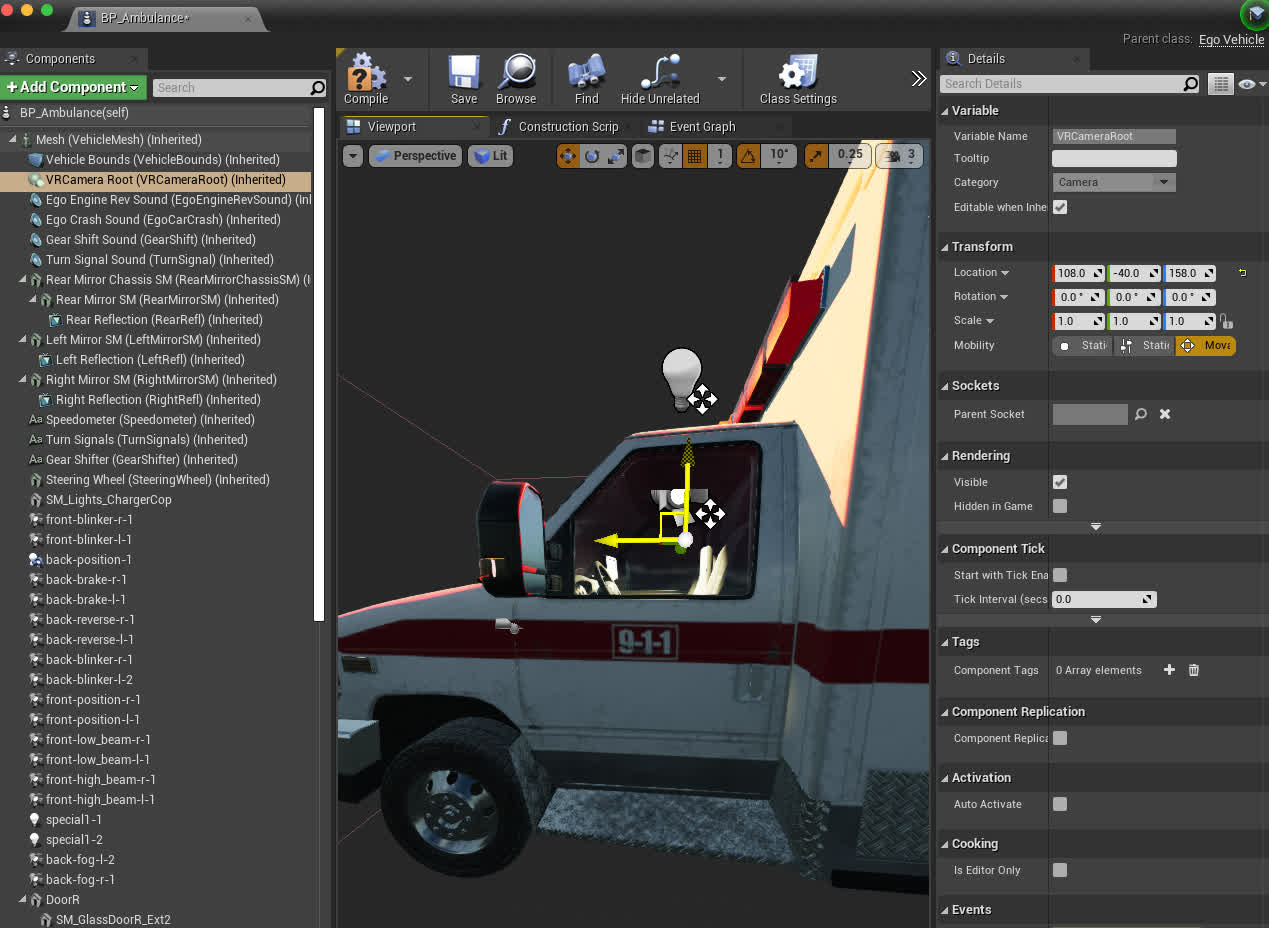 BP_Ambulance*
Parent class: Ego Vehicle
Components
+Add Component
Search
BP_Ambulance(self)
Mesh (VehicleMesh) (Inherited)
Vehicle Bounds (VehicleBounds) (Inherited)
VRCamera Root (VRCameraRoot) (Inherited)
Ego Engine Rev Sound (EgoEngineRevSound) (Inl
Ego Crash Sound (EgoCarCrash) (Inherited)
Gear Shift Sound (GearShift) (Inherited)
Turn Signal Sound (TurnSignal) (Inherited)
Rear Mirror Chassis SM (RearMirrorChassisSM) (I
Rear Mirror SM (RearMirrorSM) (Inherited)
Rear Reflection (RearRefl) (Inherited)
Left Mirror SM (LeftMirrorSM) (Inherited)
Left Reflection (LeftRefl) (Inherited)
Right Mirror SM (RightMirrorSM) (Inherited)
Right Reflection (RightRefl) (Inherited)
Aa Speedometer (Speedometer) (Inherited)
Aa Turn Signals (TurnSignals) (Inherited)
Aa Gear Shifter (GearShifter) (Inherited)
Steering Wheel (SteeringWheel) (Inherited)
SM_Lights_ChargerCop
front-blinker-r-1
front-blinker-l-1
back-position-1
back-brake-r-1
back-brake-l-1
back-reverse-r-1
back-reverse-l-1
back-blinker-r-1
back-blinker-l-2
front-position-r-1
front-position-l-1
front-low_beam-r-1
front-low_beam-l-1
front-high_beam-r-1
front-high_beam-l-1
special1-1
special1-2
back-fog-l-2
back-fog-r-1
DoorR
SM_GlassDoorR_Ext2
Compile
Save
Browse
Find
Hide Unrelated
Class Settings
Viewport
Construction Scrip
Event Graph
Perspective
Lit
1
10°
0.25
3
9-1-1
Details
Search Details
Variable
Variable Name VRCameraRoot
Tooltip
Category Camera
Editable when Inhe
Transform
Location 108.0 -40.0 158.0
Rotation 0.0 ° 0.0 ° 0.0 °
Scale 1.0 1.0 1.0
Mobility Stati Static Mova
Sockets
Parent Socket
Rendering
Visible
Hidden in Game
Component Tick
Start with Tick Ena
Tick Interval (secs 0.0
Tags
Component Tags 0 Array elements
Component Replication
Component Replica
Activation
Auto Activate
Cooking
Is Editor Only
Events